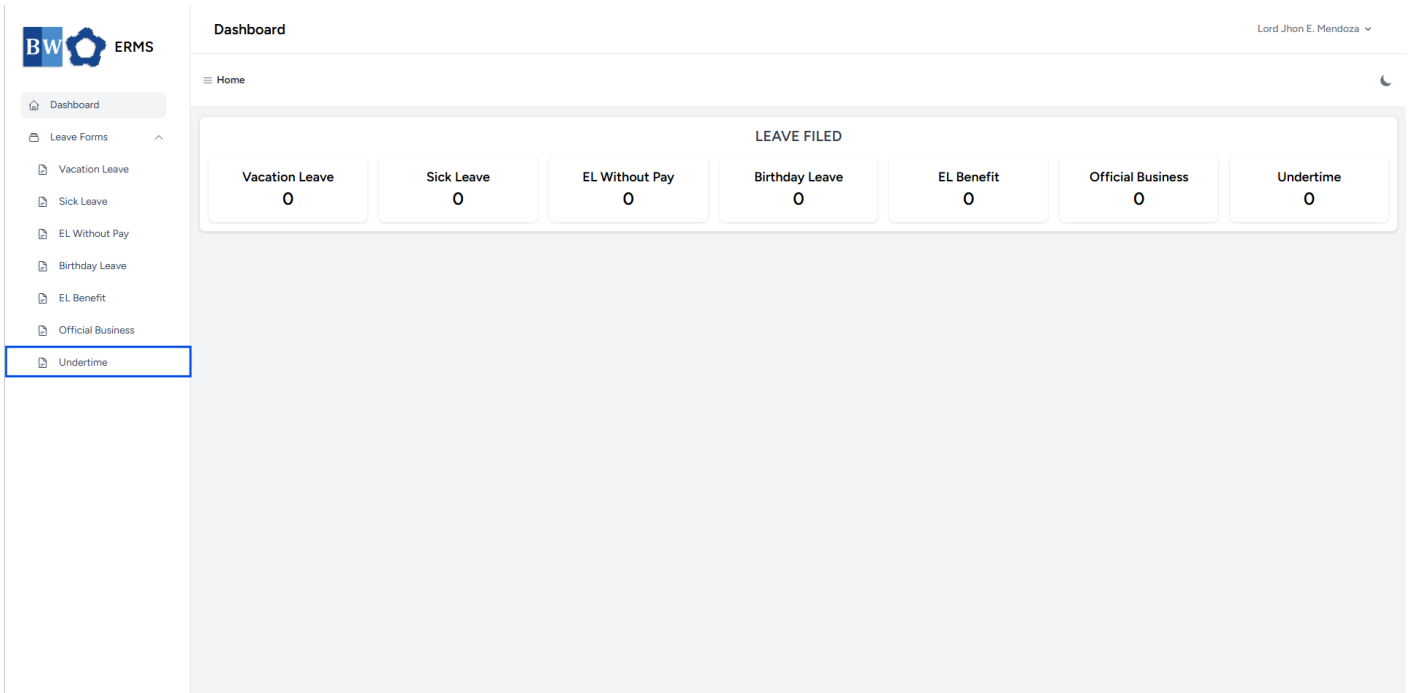 BW ERMS
Dashboard
Lord Jhon E. Mendoza
Home
Dashboard
Leave Forms
Vacation Leave
Sick Leave
EL Without Pay
Birthday Leave
EL Benefit
Official Business
Undertime
LEAVE FILED
Vacation Leave
0
Sick Leave
0
EL Without Pay
0
Birthday Leave
0
EL Benefit
0
Official Business
0
Undertime
0